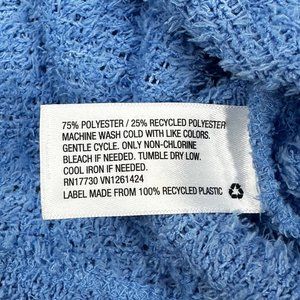 75% POLYESTER / 25% RECYCLED POLYESTER
MACHINE WASH COLD WITH LIKE COLORS.
GENTLE CYCLE. ONLY NON-CHLORINE
BLEACH IF NEEDED. TUMBLE DRY LOW.
COOL IRON IF NEEDED.
RN17730 VN1261424
LABEL MADE FROM 100% RECYCLED PLASTIC